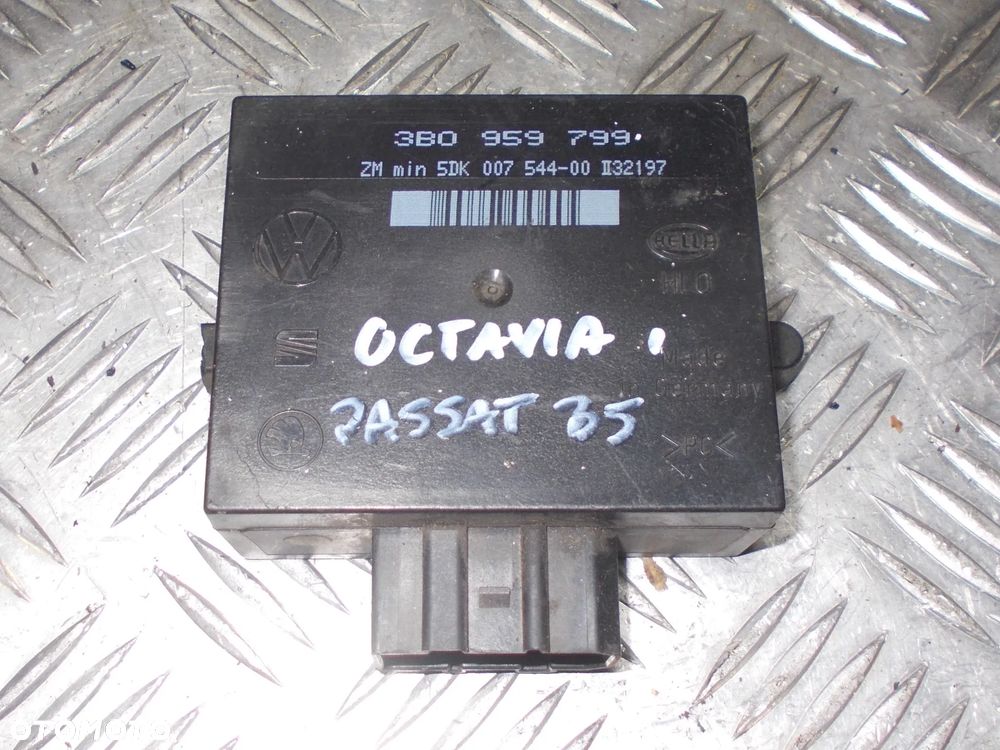 3B0 959 799
ZM min 5DK 007 544-00 II32197
HELLA
HLO
OCTAVIA
Made
in Germany
PASSAT B5
>PC<
OTOMOTO